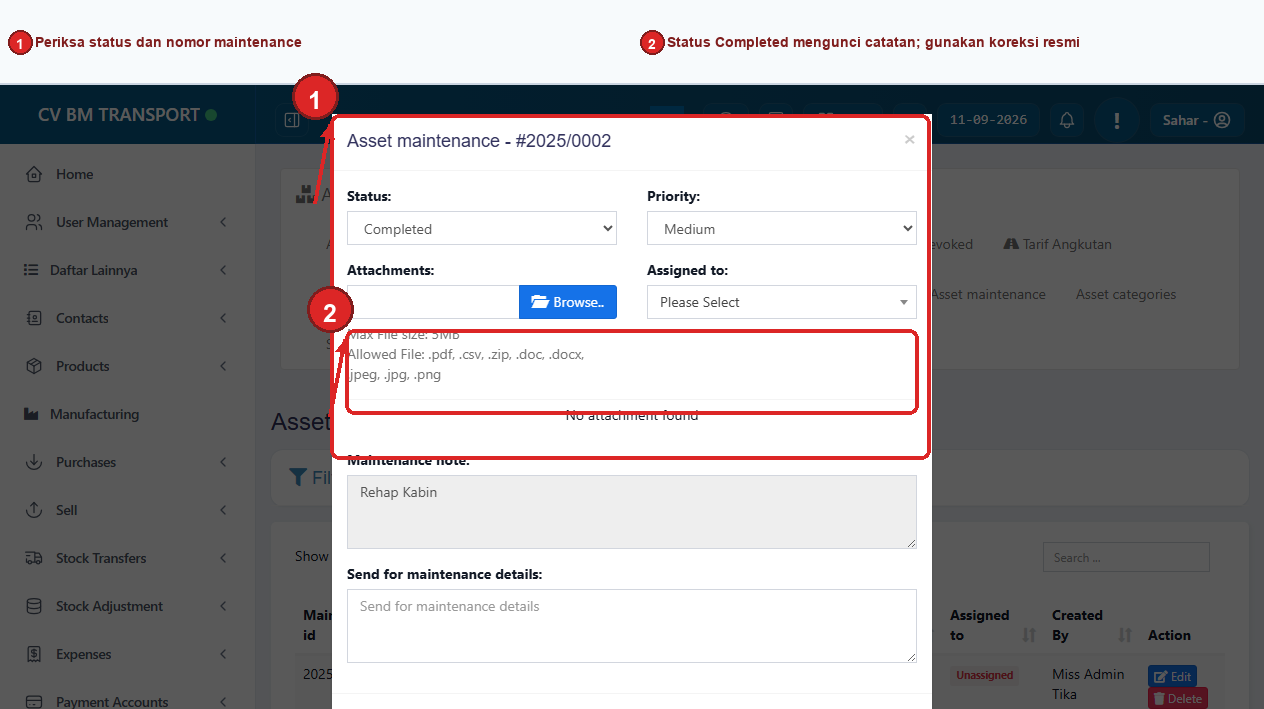 1 Periksa status dan nomor maintenance
2 Status Completed mengunci catatan; gunakan koreksi resmi
CV BM TRANSPORT
1
11-09-2026
Sahar -
Asset maintenance - #2025/0002
×
Home
User Management
Daftar Lainnya
Contacts
Products
Manufacturing
Purchases
Sell
Stock Transfers
Stock Adjustment
Expenses
Payment Accounts
Status:
Priority:
Completed
Medium
Attachments:
Assigned to:
Browse..
Please Select
2
Max File size: 5Mb
Allowed File: .pdf, .csv, .zip, .doc, .docx,
.jpeg, .jpg, .png
No attachment found
Maintenance note:
Rehap Kabin
Send for maintenance details:
Send for maintenance details
Tarif Angkutan
Asset maintenance
Asset categories
Asset
Show
Search ...
id
Assigned
to
Created
By
Action
Unassigned
Miss Admin
Tika
Edit
Delete